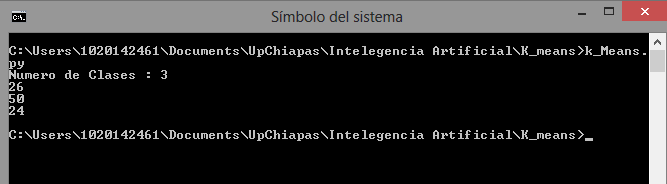 Símbolo del sistema
C:\Users\1020142461\Documents\UpChiapas\Intelegencia Artificial\K_means>k_Means.
py
Numero de Clases : 3
26
50
24
C:\Users\1020142461\Documents\UpChiapas\Intelegencia Artificial\K_means>_